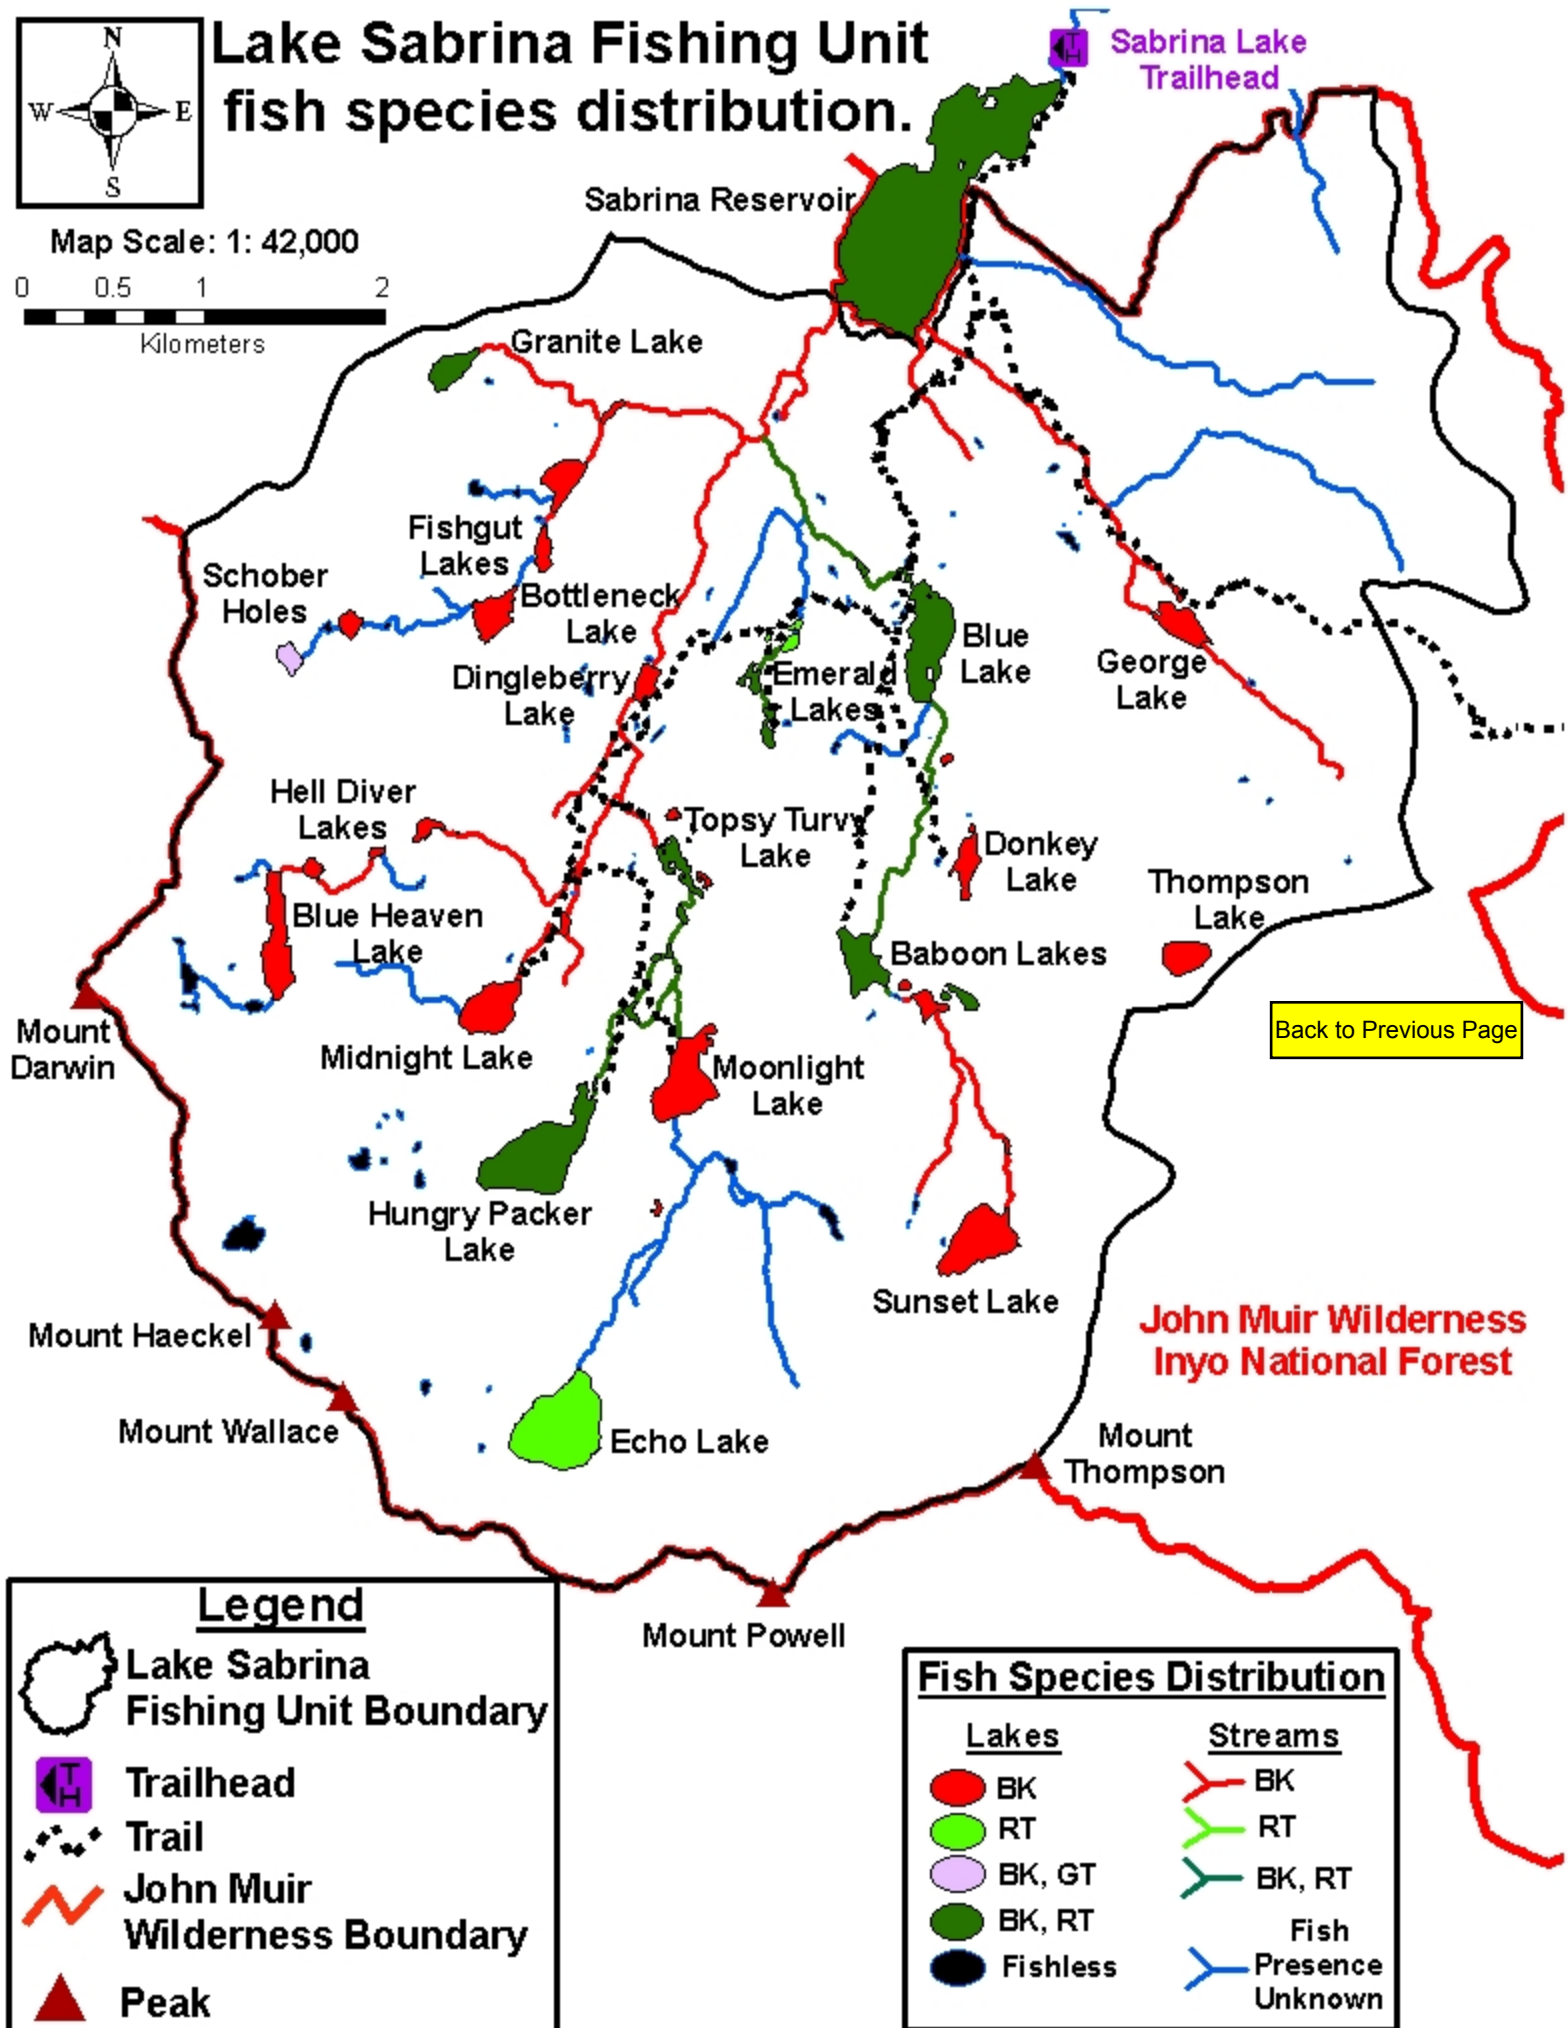 Lake Sabrina Fishing Unit
fish species distribution.
N
W
E
S
Map Scale: 1: 42,000
0 0.5 1 2
Kilometers
TH
Sabrina Lake
Trailhead
Sabrina Reservoir
Granite Lake
Fishgut
Lakes
Schober
Holes
Bottleneck
Lake
Dingleberry
Lake
Emerald
Lakes
Blue
Lake
George
Lake
Hell Diver
Lakes
Topsy Turvy
Lake
Donkey
Lake
Thompson
Lake
Blue Heaven
Lake
Baboon Lakes
Mount
Darwin
Midnight Lake
Moonlight
Lake
Back to Previous Page
Hungry Packer
Lake
Sunset Lake
Mount Haeckel
John Muir Wilderness
Inyo National Forest
Mount Wallace
Echo Lake
Mount
Thompson
Mount Powell
Legend
Lake Sabrina
Fishing Unit Boundary
TH
Trailhead
Trail
John Muir
Wilderness Boundary
Peak
Fish Species Distribution
Lakes
BK
RT
BK, GT
BK, RT
Fishless
Streams
BK
RT
BK, RT
Fish
Presence
Unknown